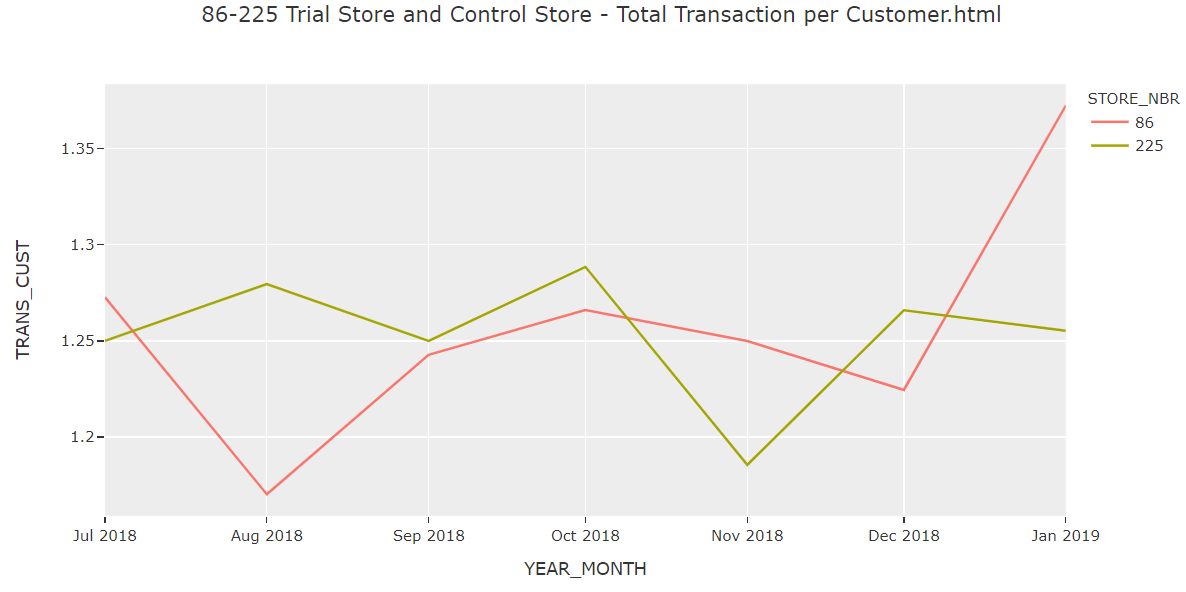 86-225 Trial Store and Control Store - Total Transaction per Customer.html
STORE_NBR
86
225
TRANS_CUST
1.35
1.3
1.25
1.2
Jul 2018 Aug 2018 Sep 2018 Oct 2018 Nov 2018 Dec 2018 Jan 2019
YEAR_MONTH